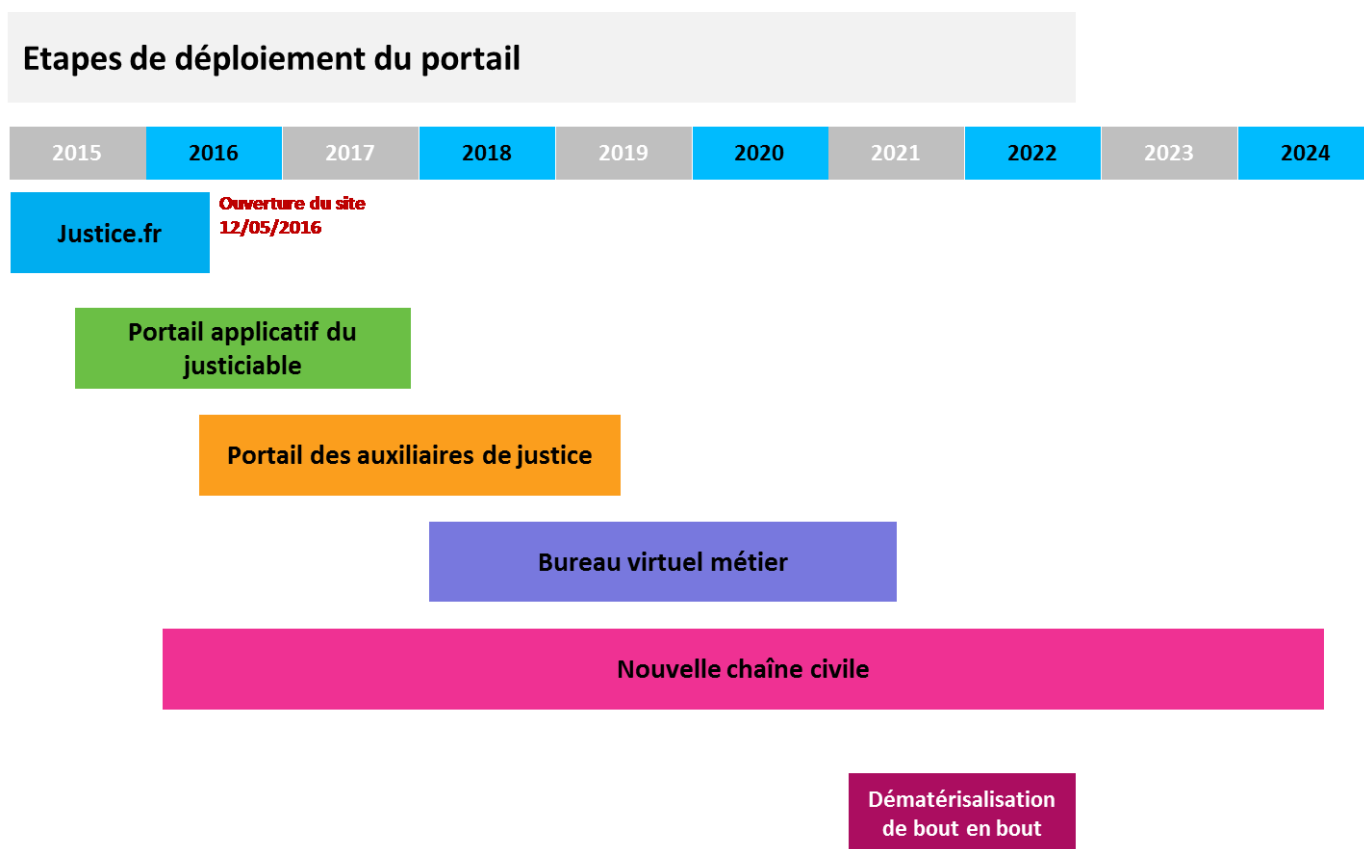 Etapes de déploiement du portail
2015 2016 2017 2018 2019 2020 2021 2022 2023 2024
Justice.fr
Ouverture du site
12/05/2016
Portail applicatif du
justiciable
Portail des auxiliaires de justice
Bureau virtuel métier
Nouvelle chaîne civile
Dématérisalisation
de bout en bout